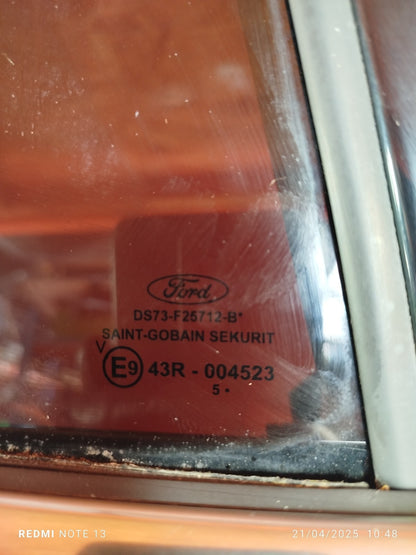 Ford
DS73-F25712-B*
SAINT-GOBAIN SEKURIT
V
E9 43R - 004523
5 •
REDMI NOTE 13
21/04/2025 10:48